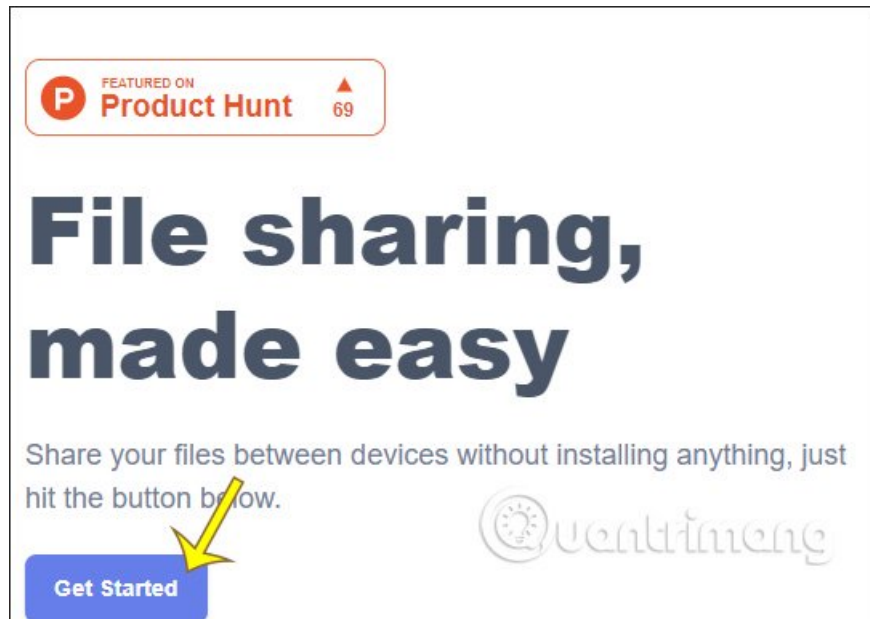 FEATURED ON
Product Hunt
69
File sharing,
made easy
Share your files between devices without installing anything, just
hit the button below.
Quantrimang
Get Started